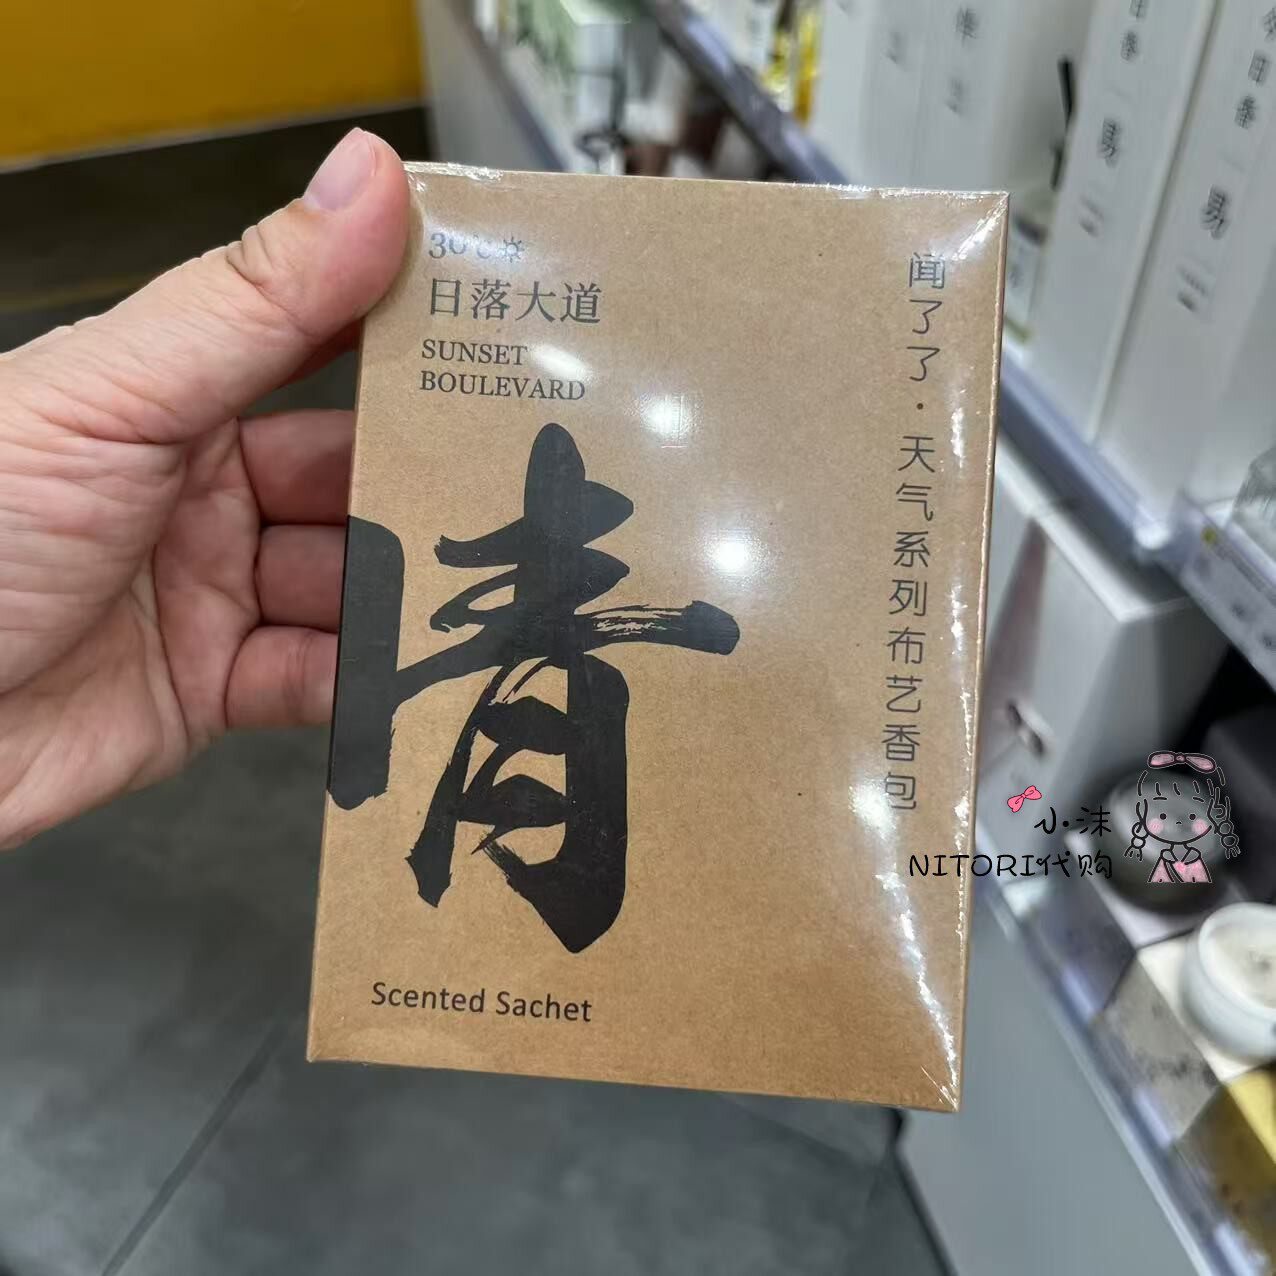 30℃
日落大道
SUNSET
BOULEVARD
闻了了·天气系列布艺香包
晴
Scented Sachet
小沫
NITORI代购